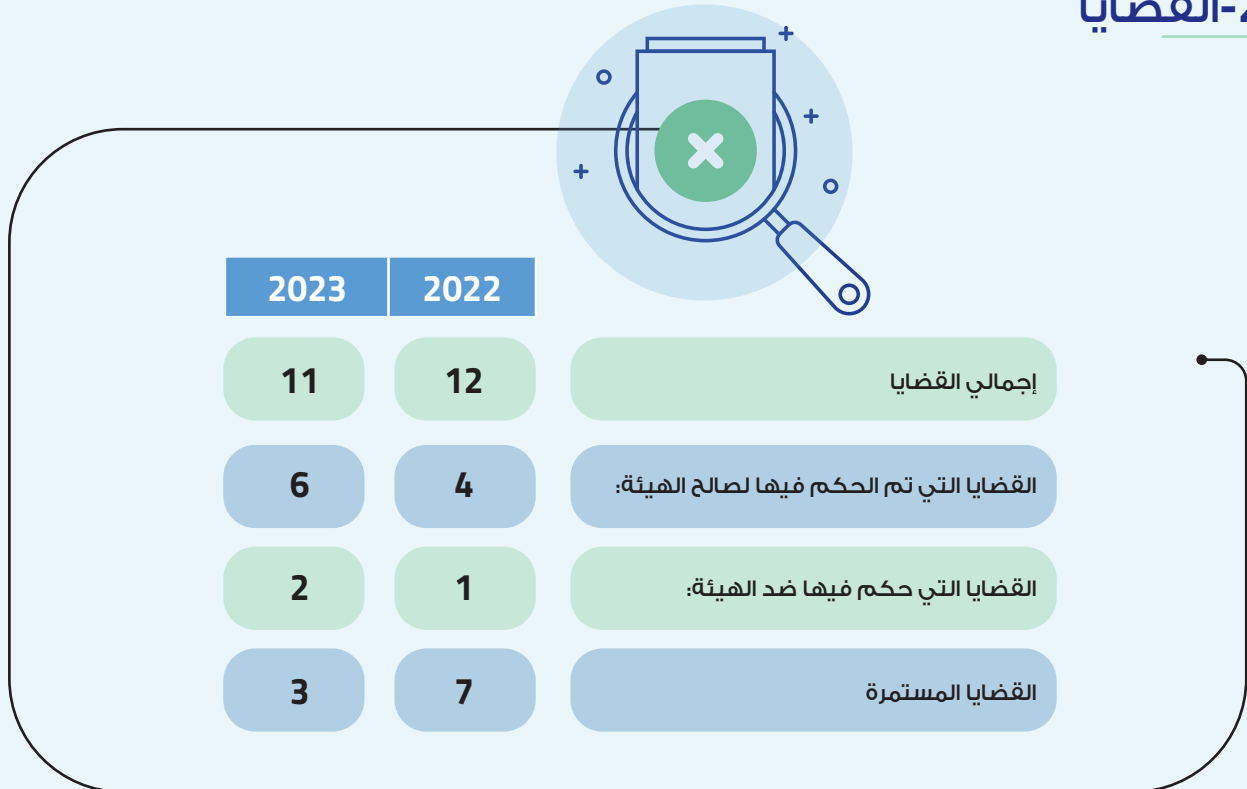 2-القضايا
2022 2023
إجمالي القضايا 12 11
القضايا التي تم الحكم فيها لصالح الهيئة: 4 6
القضايا التي حكم فيها ضد الهيئة: 1 2
القضايا المستمرة 7 3